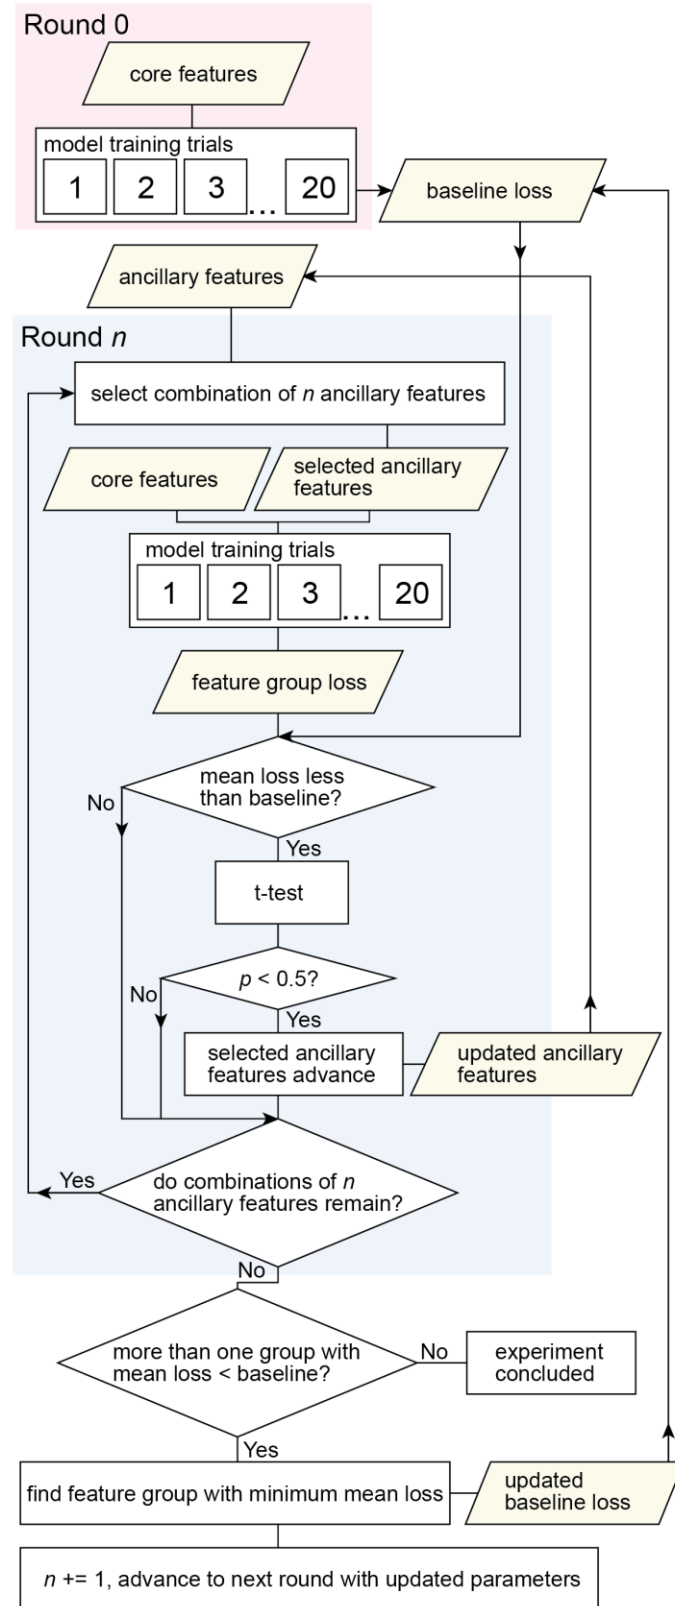 Round 0
core features
model training trials
1 2 3 ... 20
baseline loss
ancillary features
Round n
select combination of n ancillary features
core features
selected ancillary
features
model training trials
1 2 3 ... 20
feature group loss
mean loss less
than baseline?
No
Yes
t-test
p < 0.5?
No
Yes
selected ancillary
features advance
updated ancillary
features
do combinations of n
ancillary features remain?
Yes
No
more than one group with
mean loss < baseline?
No
experiment
concluded
Yes
find feature group with minimum mean loss
updated
baseline loss
n += 1, advance to next round with updated parameters